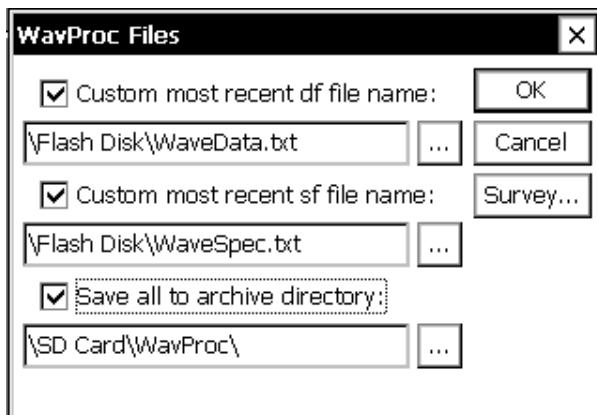 WavProc Files
Custom most recent df file name:
OK
\Flash Disk\WaveData.txt
...
Cancel
Custom most recent sf file name:
Survey...
\Flash Disk\WaveSpec.txt
...
Save all to archive directory:
\SD Card\WavProc\
...